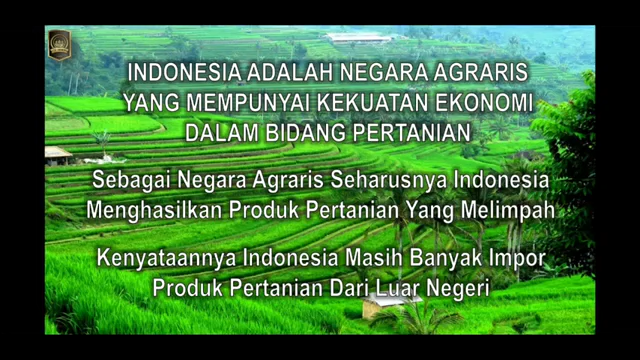 INDONESIA ADALAH NEGARA AGRARIS
YANG MEMPUNYAI KEKUATAN EKONOMI
DALAM BIDANG PERTANIAN
Sebagai Negara Agraris Seharusnya Indonesia
Menghasilkan Produk Pertanian Yang Melimpah
Kenyataannya Indonesia Masih Banyak Impor
Produk Pertanian Dari Luar Negeri